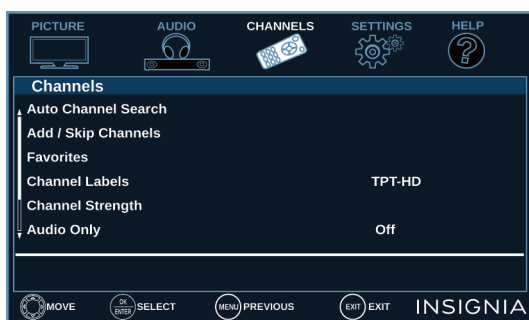 PICTURE AUDIO CHANNELS SETTINGS HELP
Channels
Auto Channel Search
Add / Skip Channels
Favorites
Channel Labels TPT-HD
Channel Strength
Audio Only Off
MOVE OK ENTER SELECT MENU PREVIOUS EXIT EXIT INSIGNIA